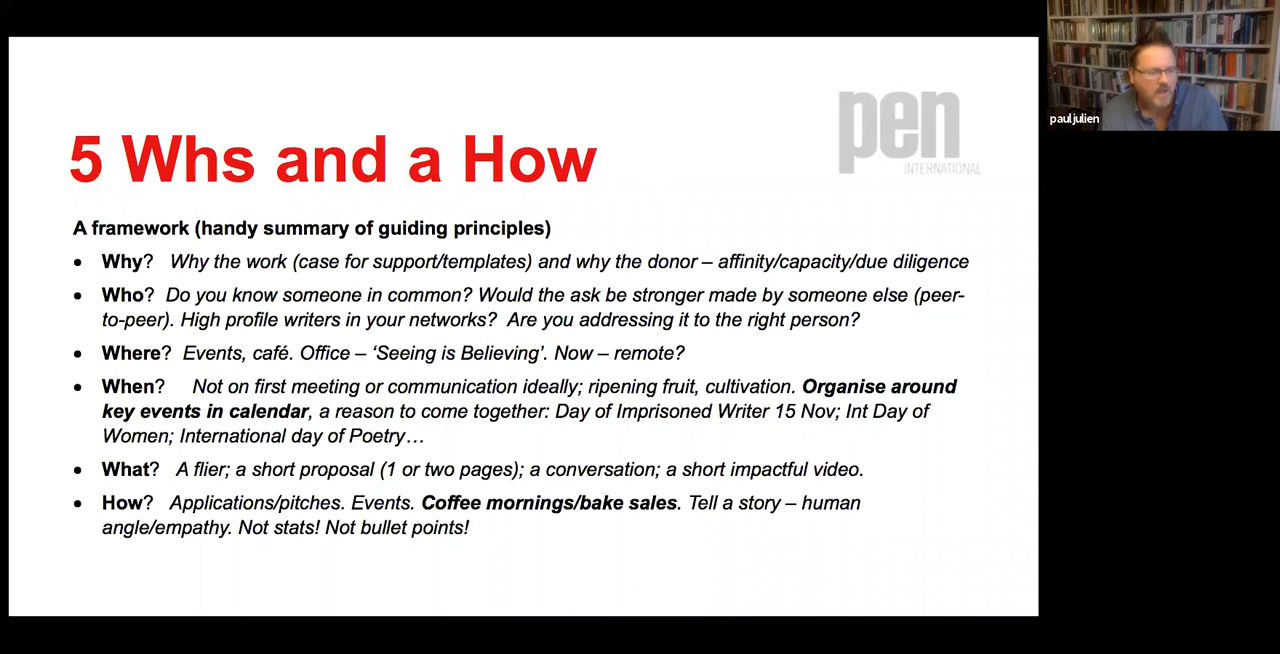 pen
INTERNATIONAL
pauljulien
5 Whs and a How
A framework (handy summary of guiding principles)
• Why? Why the work (case for support/templates) and why the donor – affinity/capacity/due diligence
• Who? Do you know someone in common? Would the ask be stronger made by someone else (peer-
to-peer). High profile writers in your networks? Are you addressing it to the right person?
• Where? Events, café. Office – ‘Seeing is Believing’. Now – remote?
• When? Not on first meeting or communication ideally; ripening fruit, cultivation. Organise around
key events in calendar, a reason to come together: Day of Imprisoned Writer 15 Nov; Int Day of
Women; International day of Poetry…
• What? A flier; a short proposal (1 or two pages); a conversation; a short impactful video.
• How? Applications/pitches. Events. Coffee mornings/bake sales. Tell a story – human
angle/empathy. Not stats! Not bullet points!